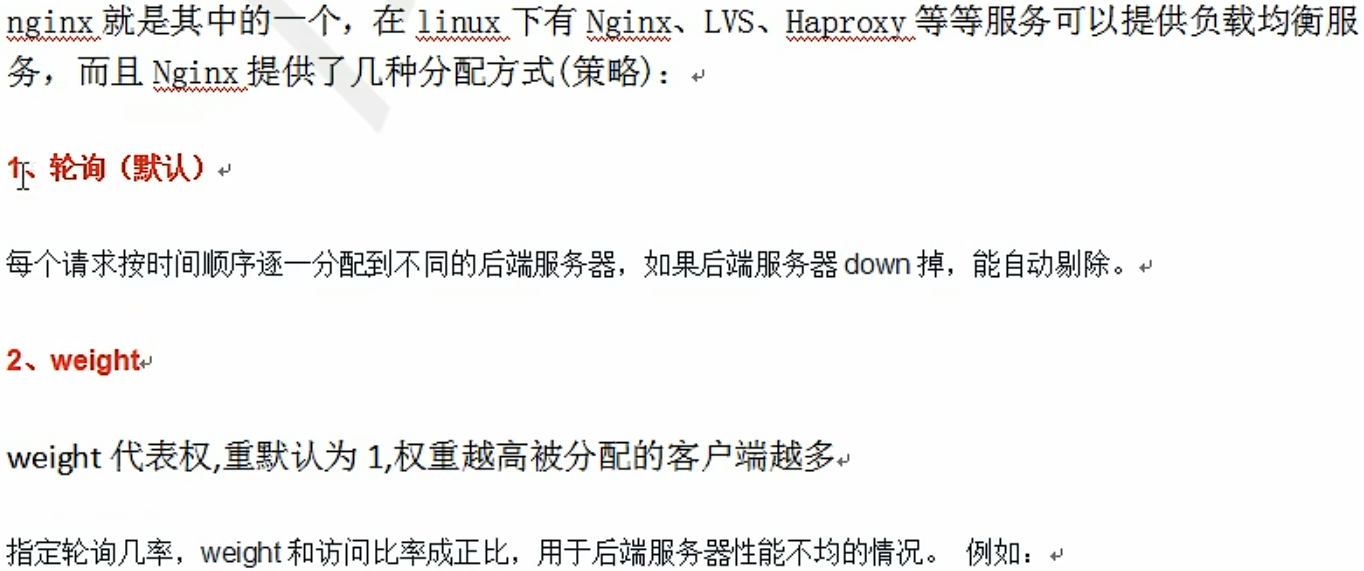 nginx 就是其中的一个，在 linux 下有 Nginx、LVS、Haproxy 等等服务可以提供负载均衡服
务，而且 Nginx 提供了几种分配方式(策略)：
1、轮询（默认）
每个请求按时间顺序逐一分配到不同的后端服务器，如果后端服务器 down 掉，能自动剔除。
2、weight
weight 代表权,重默认为 1,权重越高被分配的客户端越多
指定轮询几率，weight 和访问比率成正比，用于后端服务器性能不均的情况。 例如：